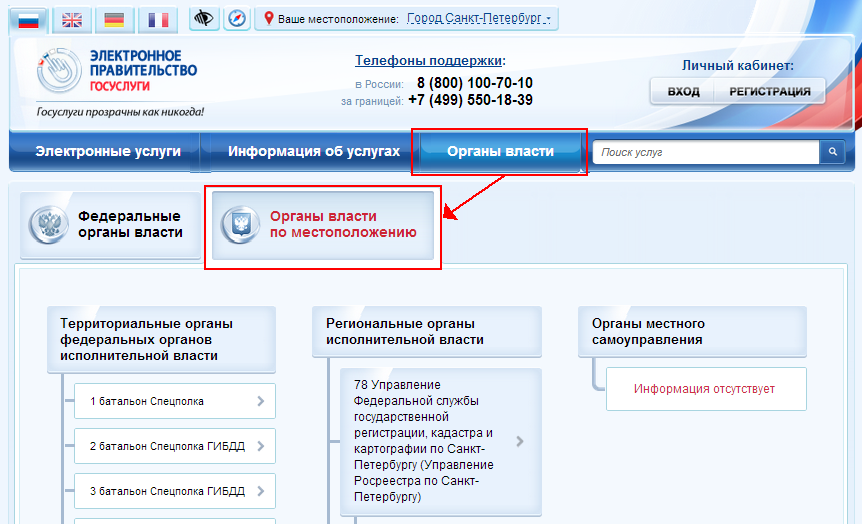 Ваше местоположение: Город Санкт-Петербург
ЭЛЕКТРОННОЕ
ПРАВИТЕЛЬСТВО
ГОСУСЛУГИ
Госуслуги прозрачны как никогда!
Телефоны поддержки:
в России: 8 (800) 100-70-10
за границей: +7 (499) 550-18-39
Личный кабинет:
ВХОД РЕГИСТРАЦИЯ
Электронные услуги Информация об услугах Органы власти Поиск услуг
Федеральные
органы власти
Органы власти
по местоположению
Территориальные органы
федеральных органов
исполнительной власти
1 батальон Спецполка
2 батальон Спецполка ГИБДД
3 батальон Спецполка ГИБДД
Региональные органы
исполнительной власти
78 Управление
Федеральной службы
государственной
регистрации, кадастра и
картографии по Санкт-
Петербургу (Управление
Росреестра по Санкт-
Петербургу)
Органы местного
самоуправления
Информация отсутствует